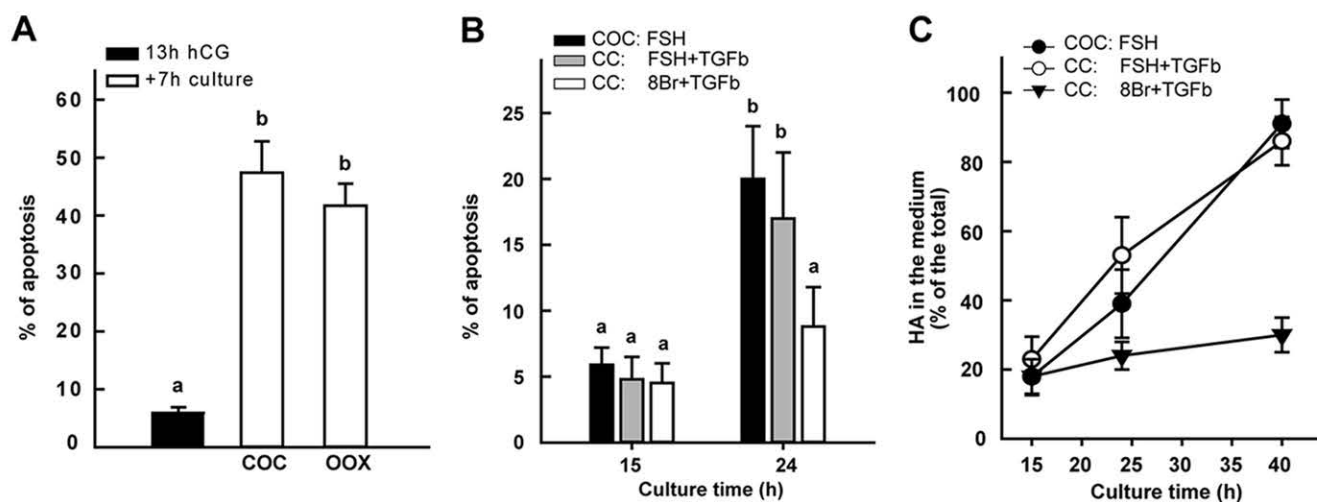 A
13h hCG
+7h culture
% of apoptosis
60
50
40
30
20
10
0
a
b
b
COC
OOX
B
COC: FSH
CC: FSH+TGFb
CC: 8Br+TGFb
% of apoptosis
25
20
15
10
5
0
a
a
a
b
b
a
15
24
Culture time (h)
C
COC: FSH
CC: FSH+TGFb
CC: 8Br+TGFb
HA in the medium
(% of the total)
100
80
60
40
20
0
15 20 25 30 35 40
Culture time (h)